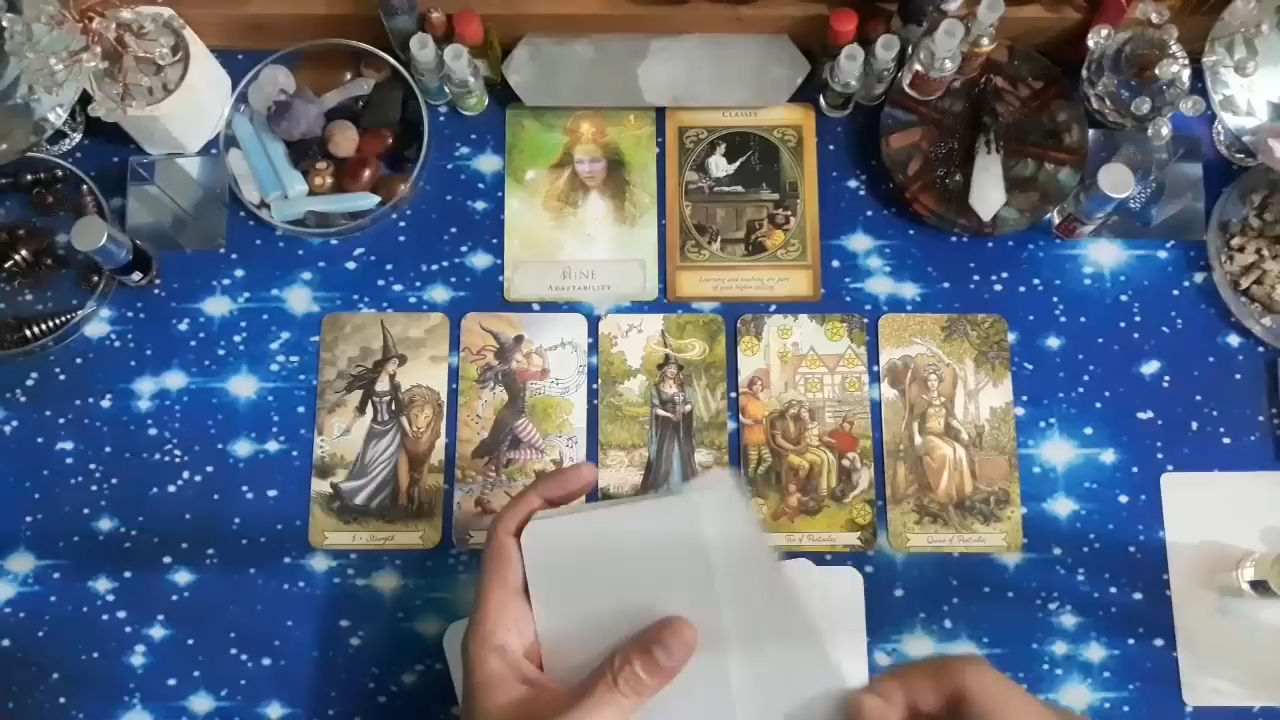 CLASSES
Learning and teaching are part
of your higher calling.
ADAPTABILITY
8 • Strength
Ten of Pentacles
Queen of Pentacles